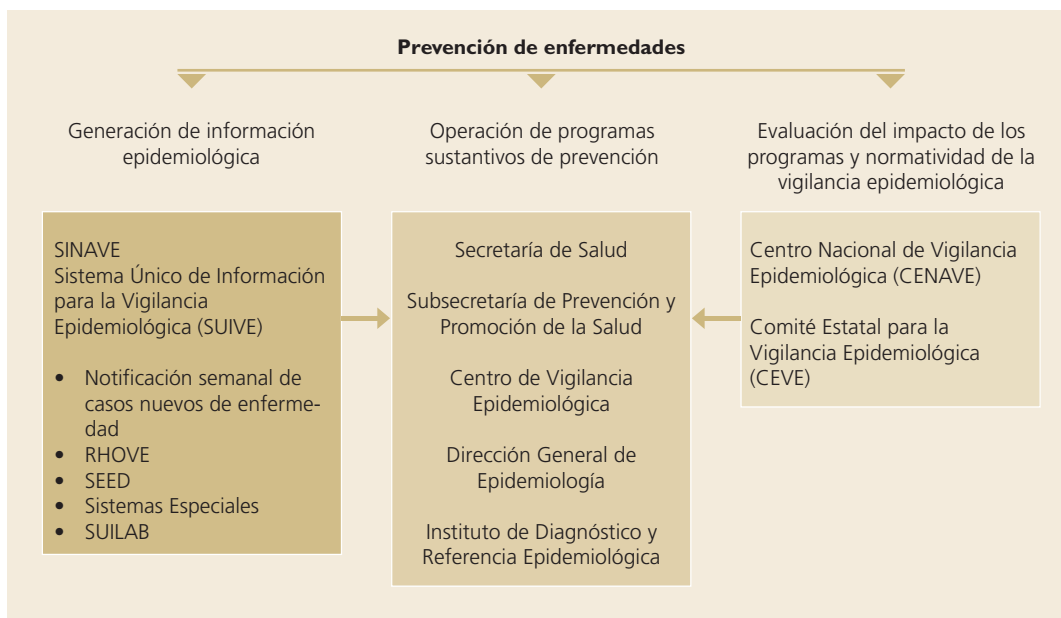 Prevención de enfermedades
Generación de información
epidemiológica
SINAVE
Sistema Único de Información
para la Vigilancia
Epidemiológica (SUIVE)
• Notificación semanal de
casos nuevos de enferme-
dad
• RHOVE
• SEED
• Sistemas Especiales
• SUILAB
Operación de programas
sustantivos de prevención
Secretaría de Salud
Subsecretaría de Prevención y
Promoción de la Salud
Centro de Vigilancia
Epidemiológica
Dirección General de
Epidemiología
Instituto de Diagnóstico y
Referencia Epidemiológica
Evaluación del impacto de los
programas y normatividad de la
vigilancia epidemiológica
Centro Nacional de Vigilancia
Epidemiológica (CENAVE)
Comité Estatal para la
Vigilancia Epidemiológica
(CEVE)